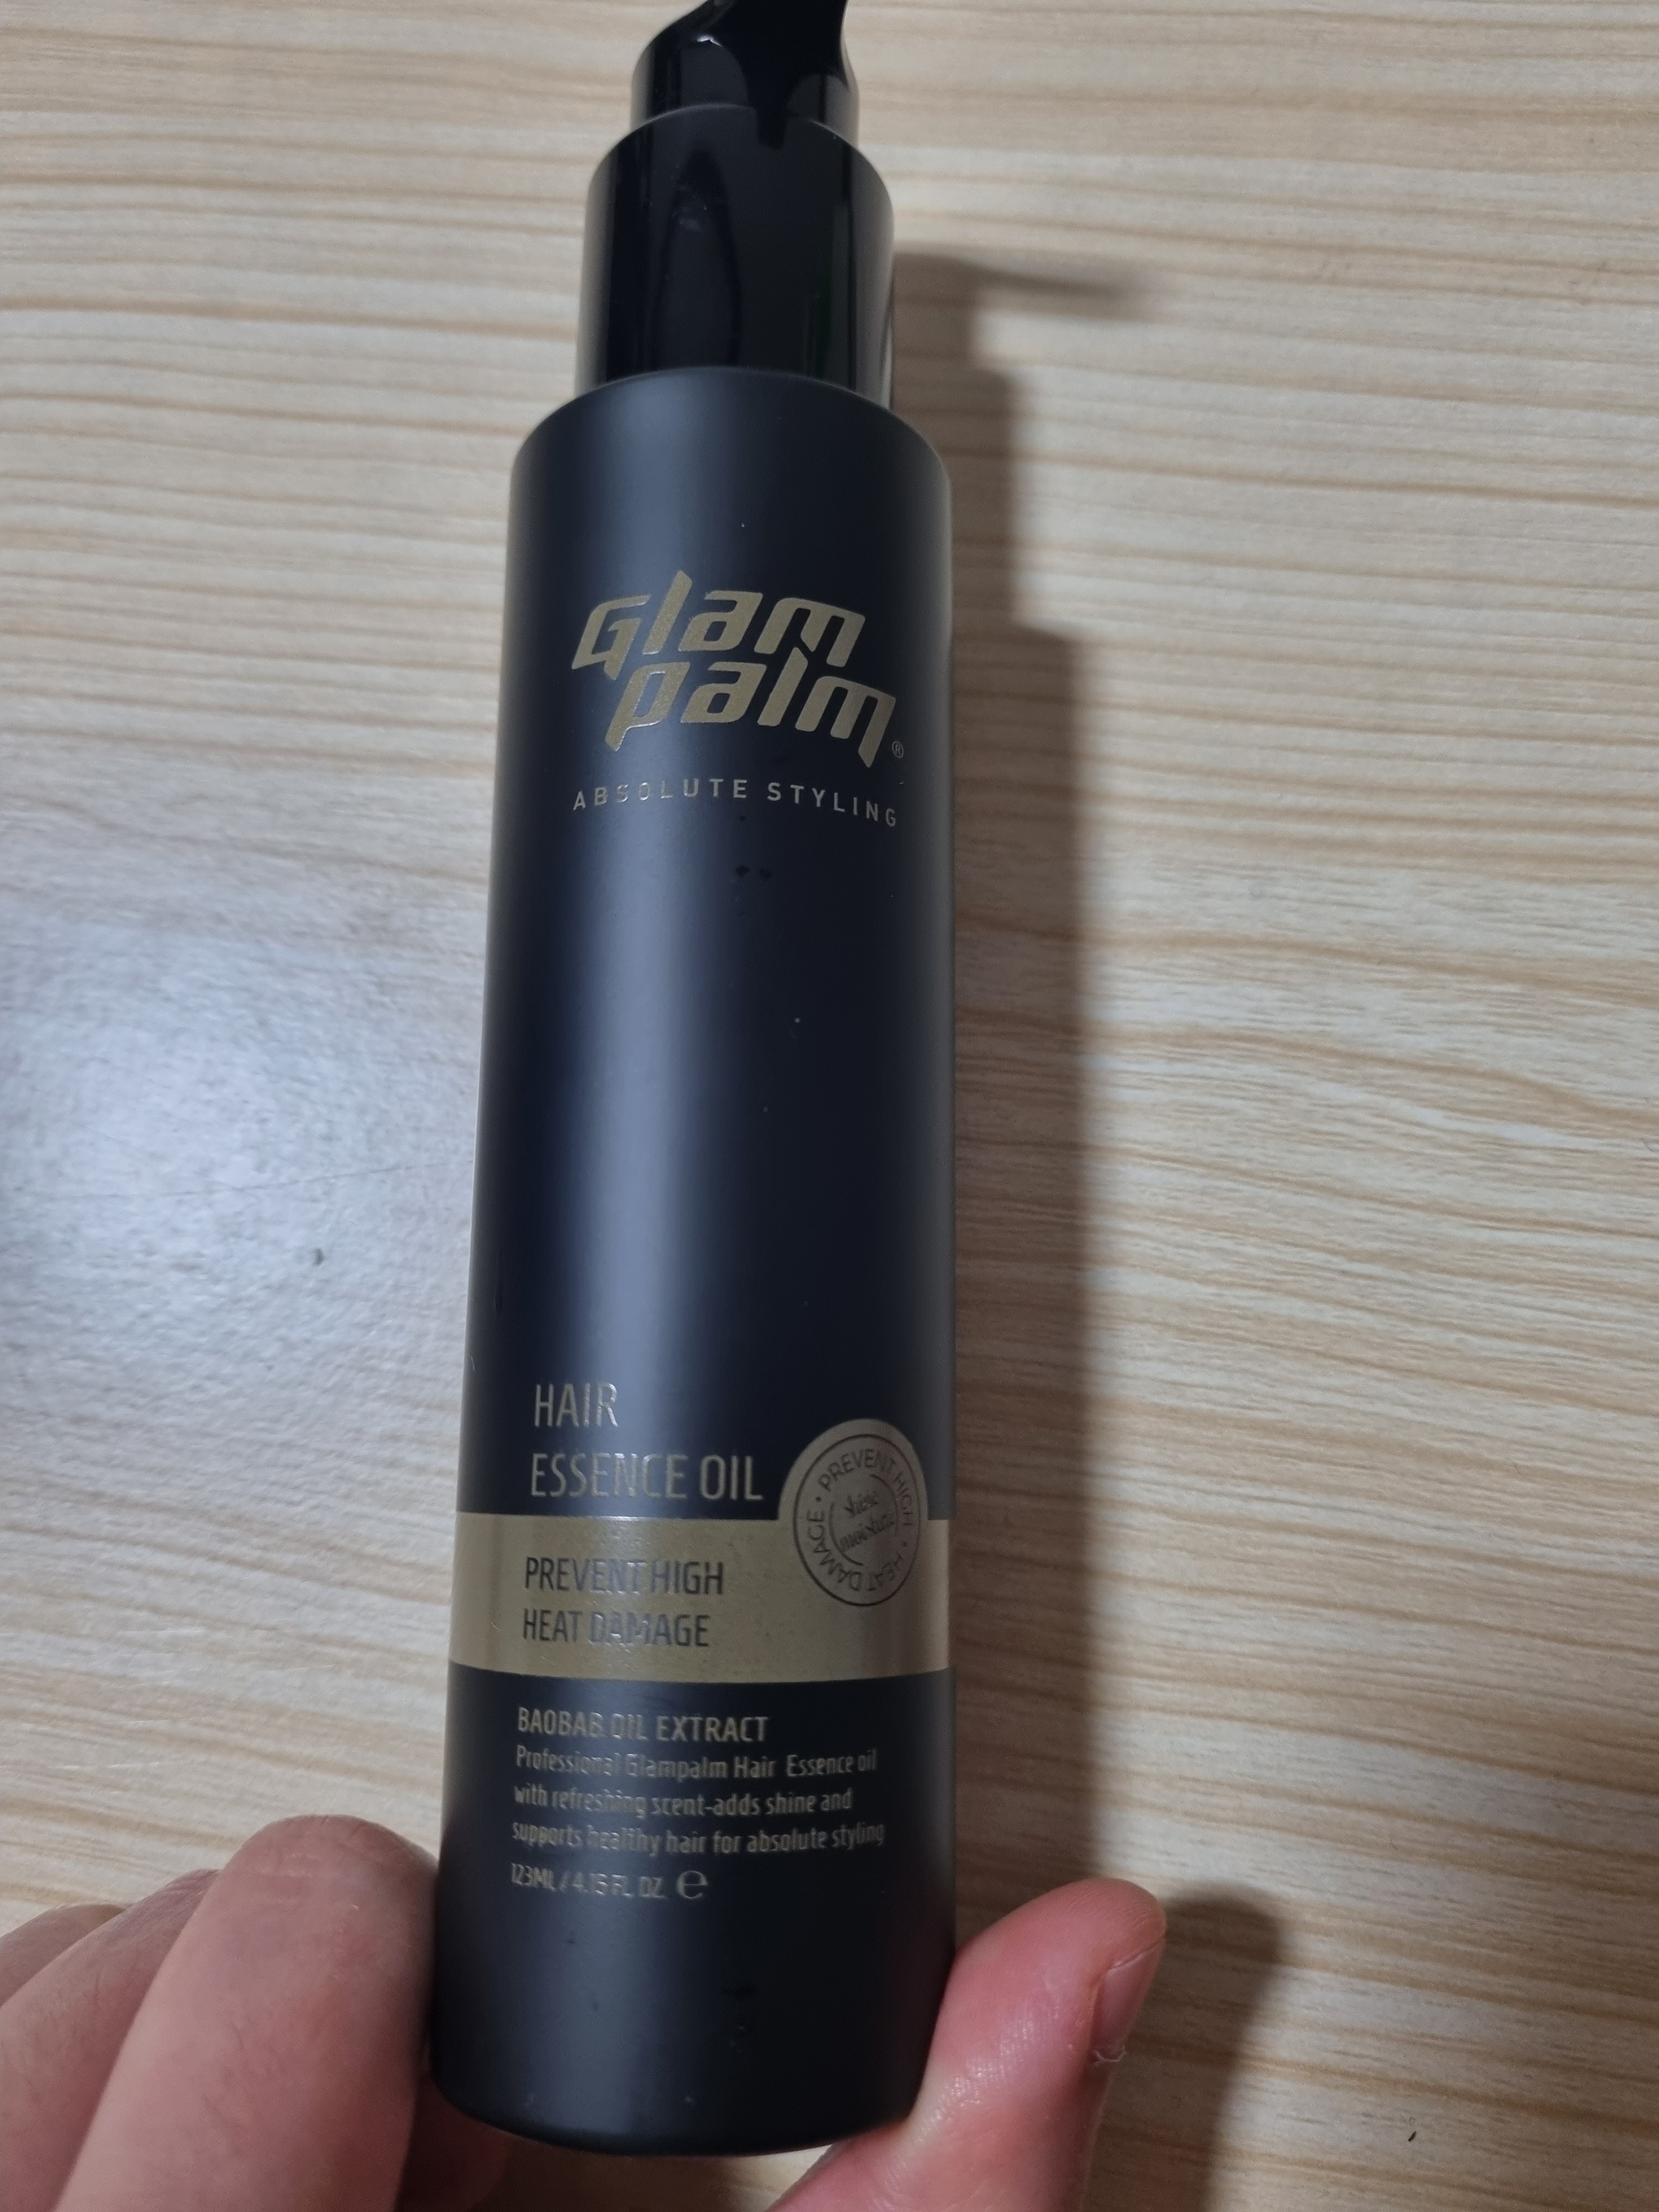 Glam
palm®
ABSOLUTE STYLING
HAIR
ESSENCE OIL
PREVENT HIGH · HEAT DAMAGE ·
shine
moisture
PREVENT HIGH
HEAT DAMAGE
BAOBAB OIL EXTRACT
Professional Glampalm Hair Essence oil
with refreshing scent-adds shine and
supports healthy hair for absolute styling
123ML / 4.15 FL. OZ. ℮